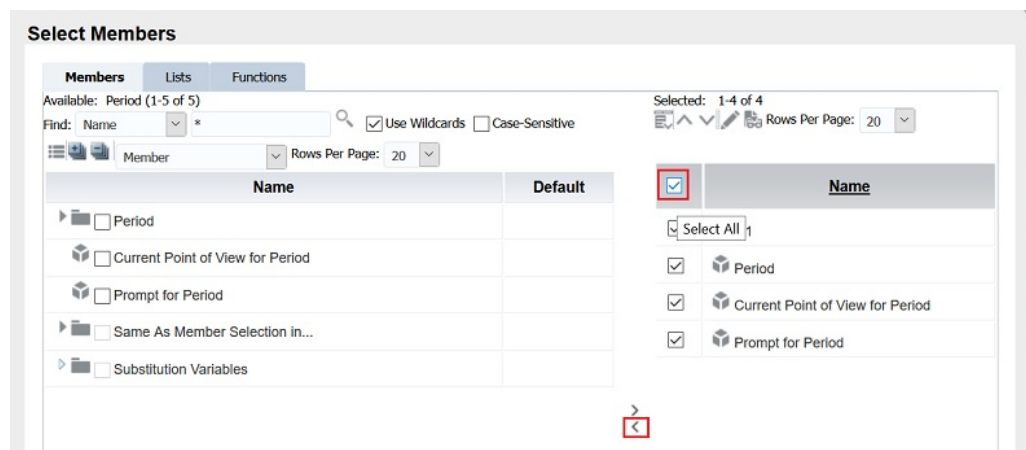 Select Members
Members Lists Functions
Available: Period (1-5 of 5)
Find: Name * Use Wildcards Case-Sensitive
Member Rows Per Page: 20
Name Default
Period
Current Point of View for Period
Prompt for Period
Same As Member Selection in...
Substitution Variables
Selected: 1-4 of 4
Rows Per Page: 20
Name
Select All 1
Period
Current Point of View for Period
Prompt for Period